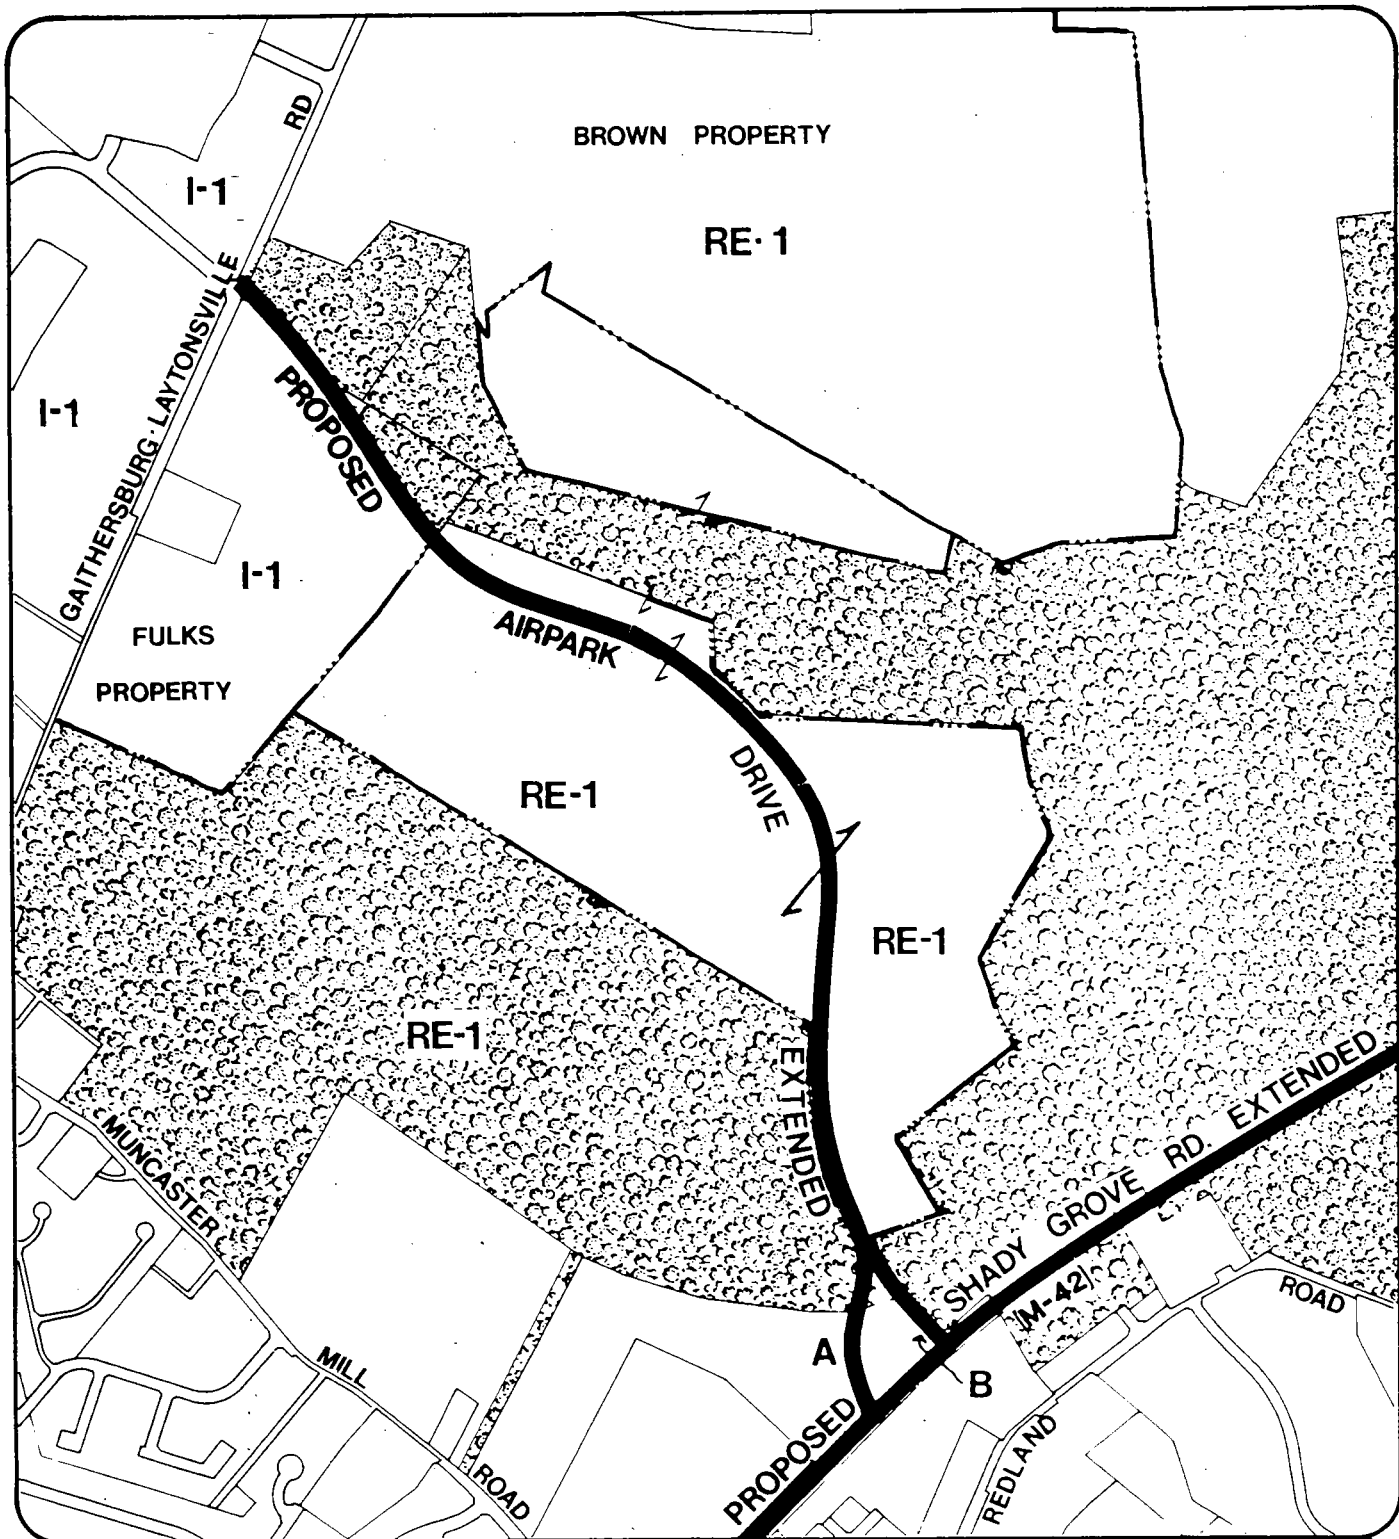 RD
BROWN PROPERTY
I-1
RE·1
GAITHERSBURG·LAYTONSVILLE
I-1
PROPOSED
I-1
FULKS
PROPERTY
AIRPARK
DRIVE
RE-1
RE-1
RE-1
EXTENDED
MUNCASTER
MILL
ROAD
A
B
PROPOSED
SHADY GROVE RD. EXTENDED
[M-42]
REDLAND
ROAD